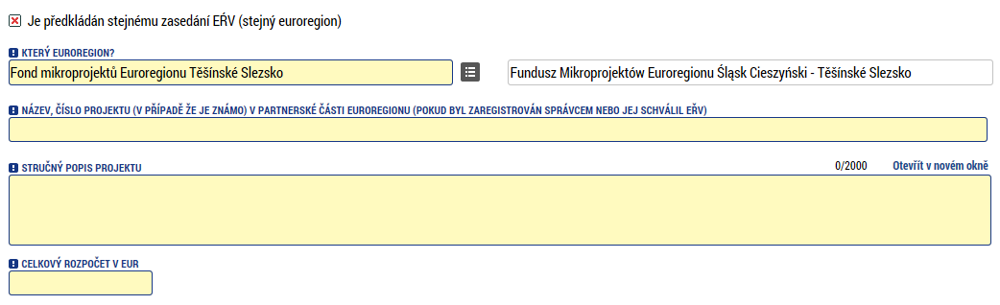 Je předkládán stejnému zasedání EŘV (stejný euroregion)
KTERÝ EUROREGION?
Fond mikroprojektů Euroregionu Těšínské Slezsko
Fundusz Mikroprojektów Euroregionu Śląsk Cieszyński - Těšínské Slezsko
NÁZEV, ČÍSLO PROJEKTU (V PŘÍPADĚ ŽE JE ZNÁMO) V PARTNERSKÉ ČÁSTI EUROREGIONU (POKUD BYL ZAREGISTROVÁN SPRÁVCEM NEBO JEJ SCHVÁLIL EŘV)
STRUČNÝ POPIS PROJEKTU 0/2000 Otevřít v novém okně
CELKOVÝ ROZPOČET V EUR